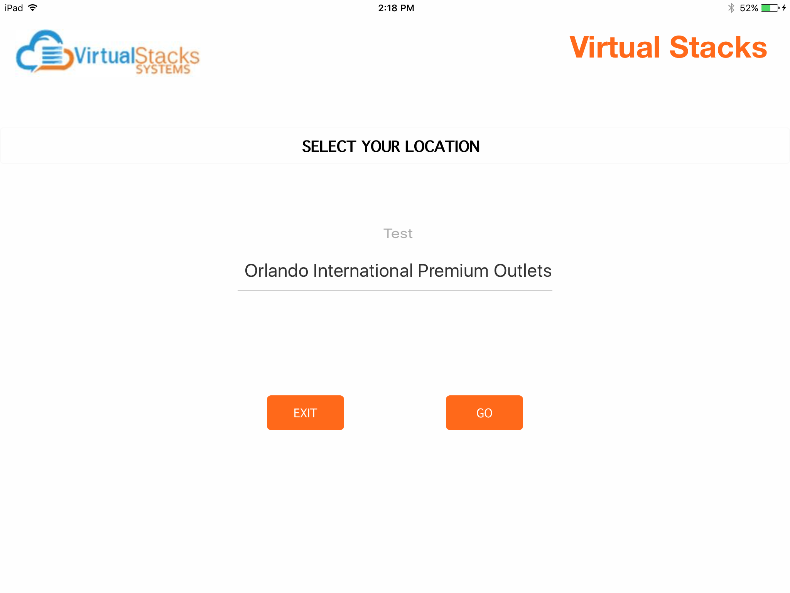 iPad
2:18 PM
52%
VirtualStacks
SYSTEMS
Virtual Stacks
SELECT YOUR LOCATION
Test
Orlando International Premium Outlets
EXIT
GO